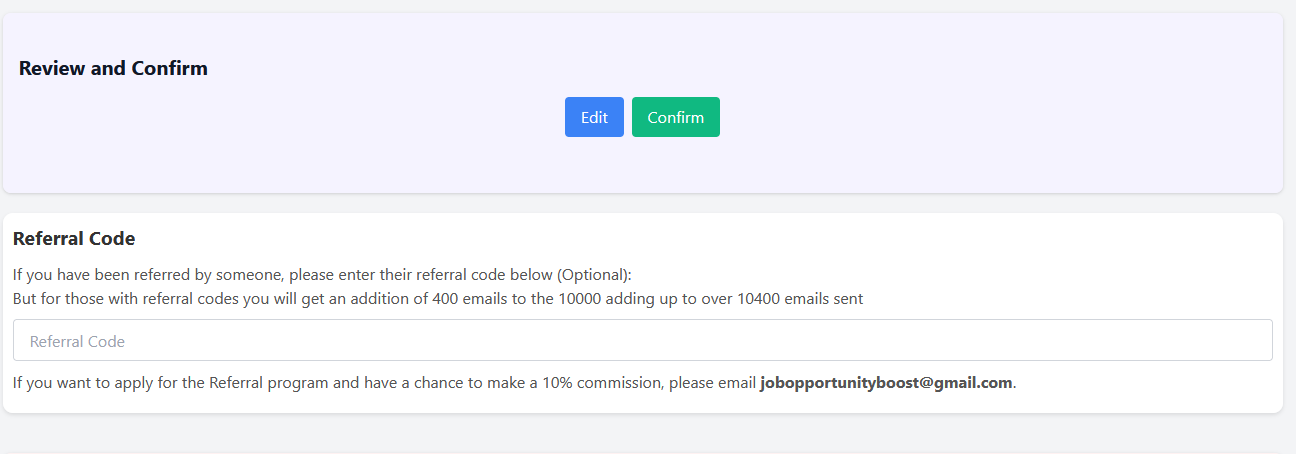 Review and Confirm
Edit Confirm
Referral Code
If you have been referred by someone, please enter their referral code below (Optional):
But for those with referral codes you will get an addition of 400 emails to the 10000 adding up to over 10400 emails sent
Referral Code
If you want to apply for the Referral program and have a chance to make a 10% commission, please email jobopportunityboost@gmail.com.